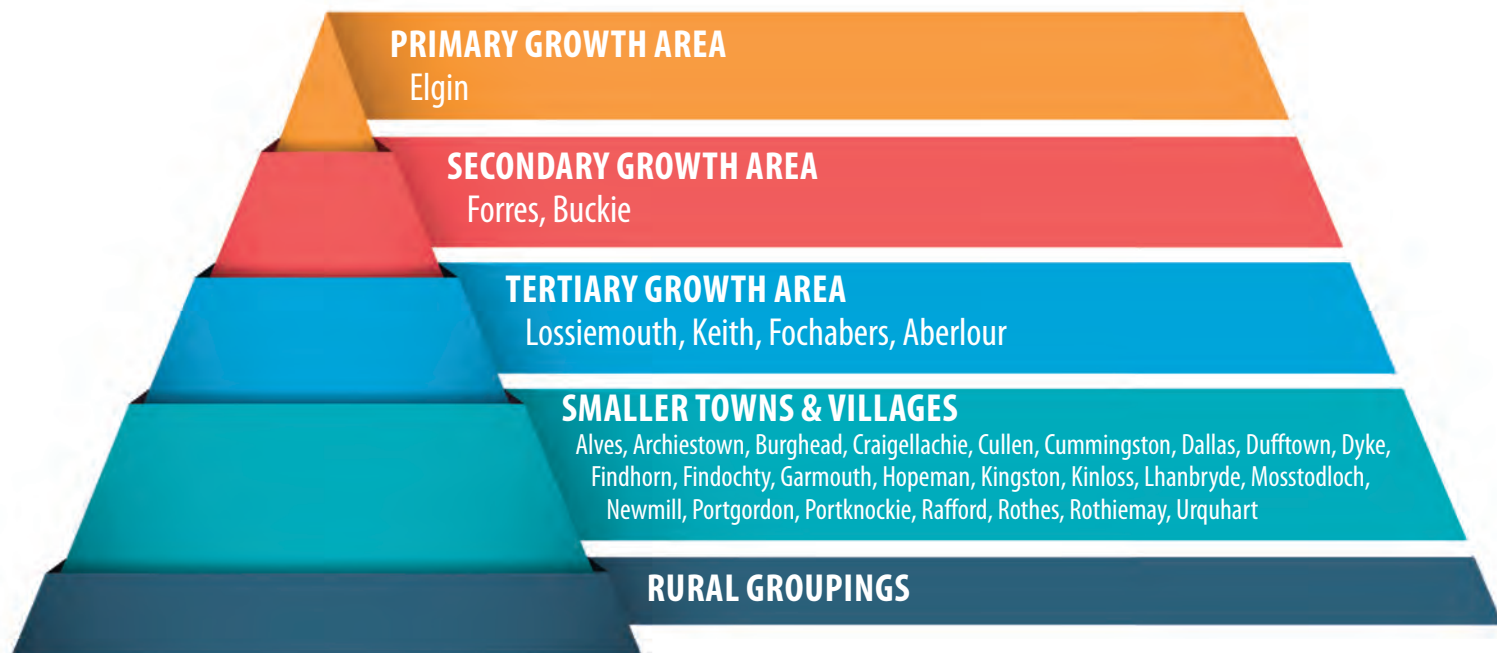 PRIMARY GROWTH AREA
Elgin
SECONDARY GROWTH AREA
Forres, Buckie
TERTIARY GROWTH AREA
Lossiemouth, Keith, Fochabers, Aberlour
SMALLER TOWNS & VILLAGES
Alves, Archiestown, Burghead, Craigellachie, Cullen, Cummingston, Dallas, Dufftown, Dyke,
Findhorn, Findochty, Garmouth, Hopeman, Kingston, Kinloss, Lhanbryde, Mosstodloch,
Newmill, Portgordon, Portknockie, Rafford, Rothes, Rothiemay, Urquhart
RURAL GROUPINGS